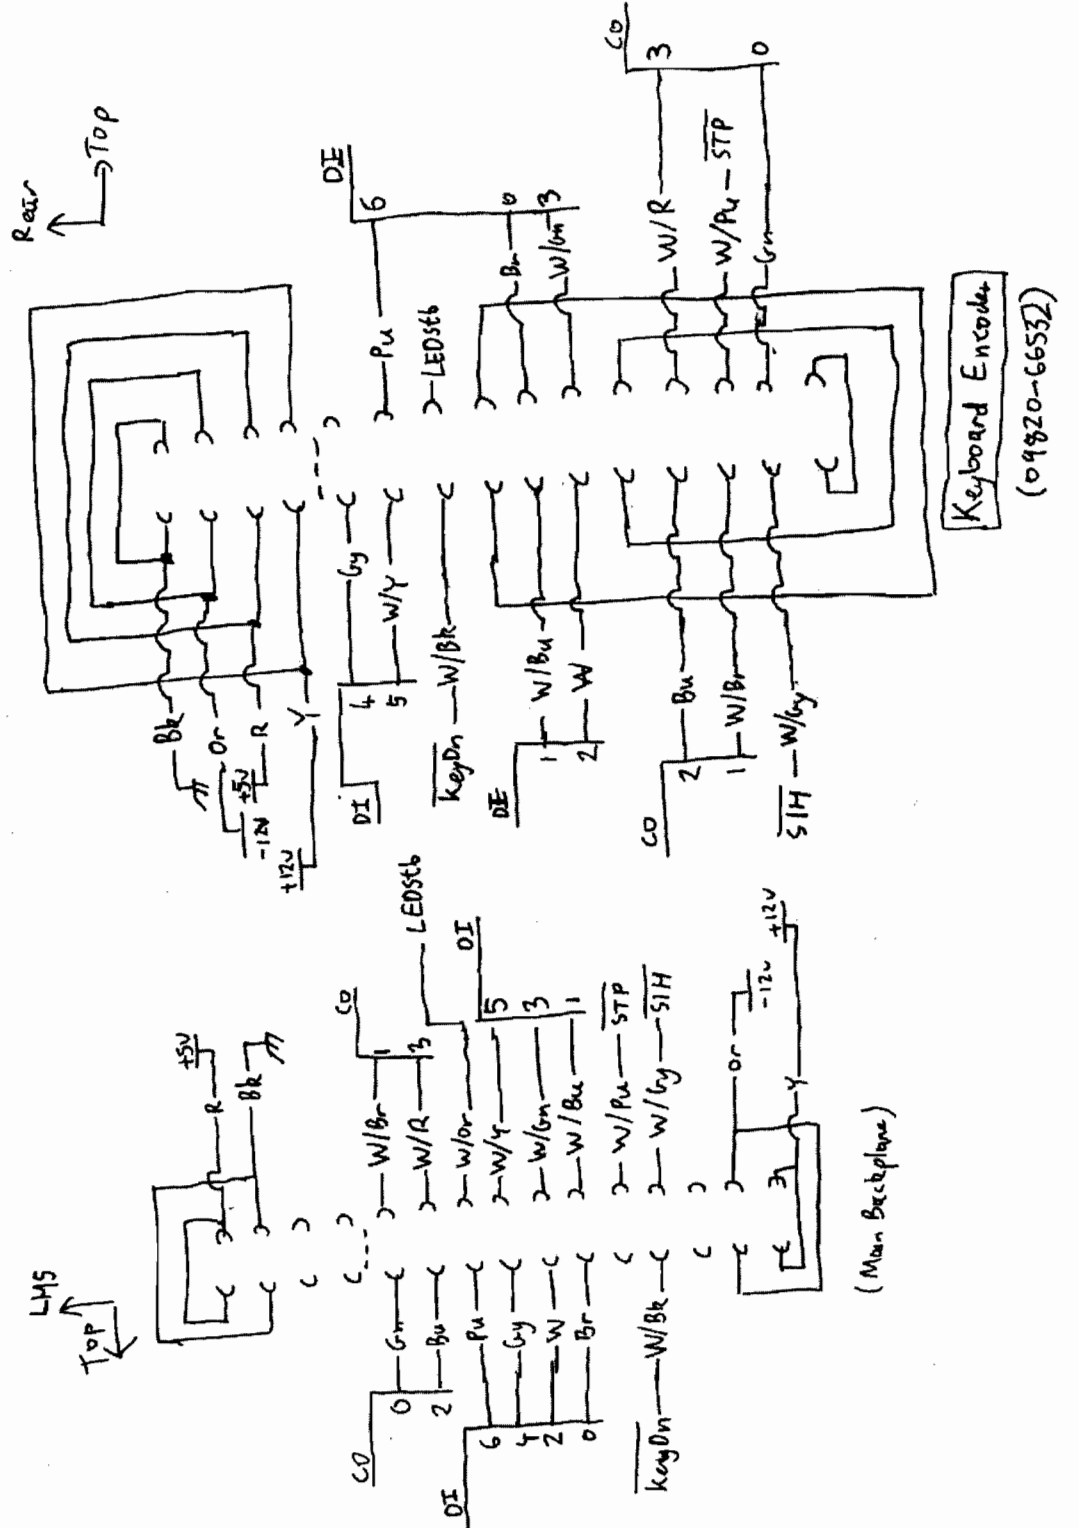 LHS
Top
+5V
R
Bk
CO
0
2
Gn
Bu
W/Br
W/R
1
3
CO
LEDStb
DI
6
4
2
0
Pu
Gy
W
Br
W/Or
W/Y
W/Gn
W/Bu
5
3
1
DI
KeyDn
W/Bk
W/Pu
STP
W/Gy
SIH
Or
-12V
Y
+12V
(Main Backplane)
Rear
Top
Bk
Or
-12V
+5V
R
+12V
Y
DI
4
5
Gy
W/Y
Pu
6
DI
LEDStb
KeyDn
W/Bk
DI
1
2
W/Bu
W
Br
W/Gn
0
3
CO
2
1
Bu
W/Br
SIH
W/Gy
W/R
W/Pu
STP
Gn
3
0
CO
Keyboard Encoder
(09820-66532)